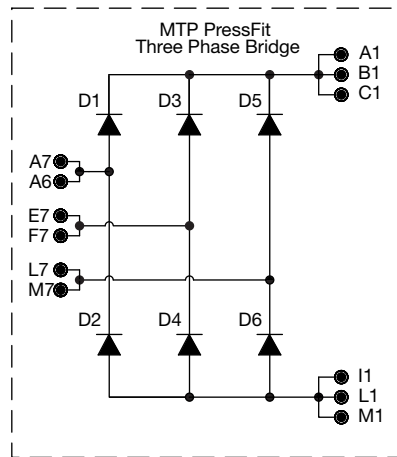 MTP PressFit
Three Phase Bridge
A1
B1
C1
D1 D3 D5
A7
A6
E7
F7
L7
M7
D2 D4 D6
I1
L1
M1